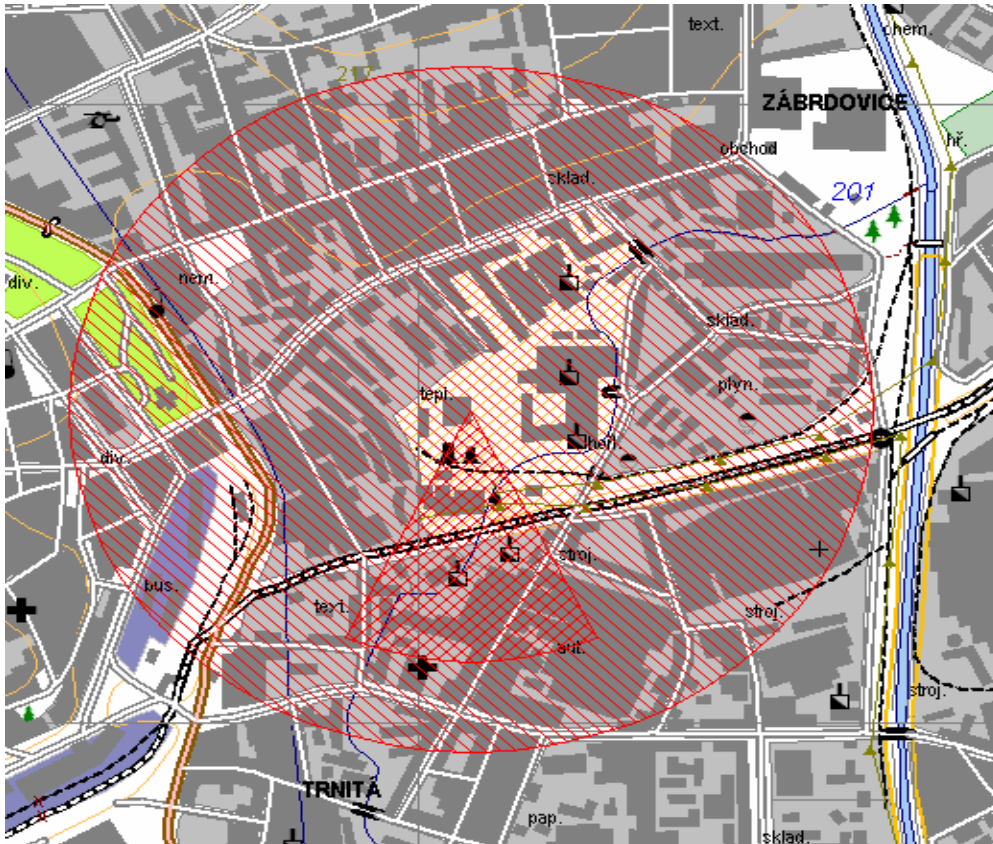 text.
chem.
217
ZÁBRDOVICE
hř.
obchod
sklad.
201
nem.
div.
sklad.
plyn.
tepl.
div.
stroj.
bus.
text.
stroj.
aut.
stroj.
TRNITÁ
pap.
sklad.